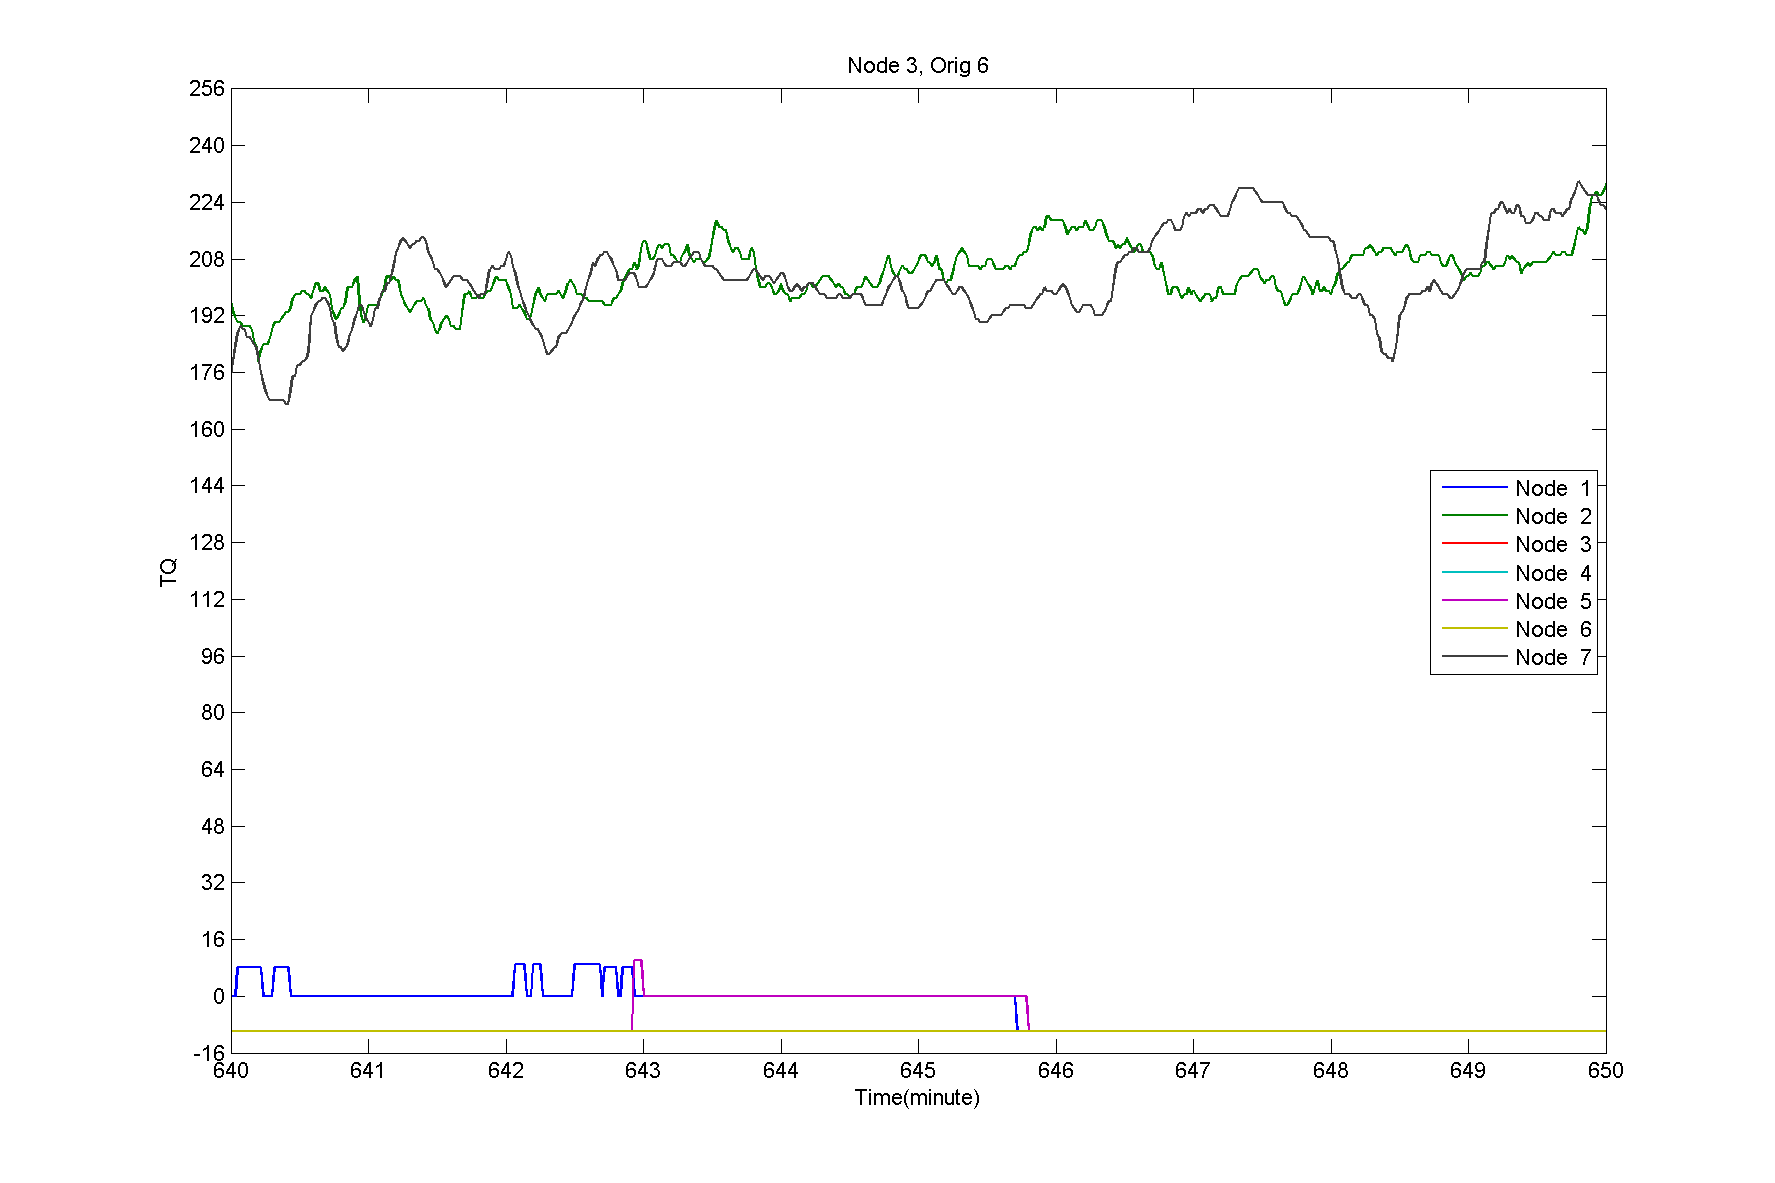 Node 3, Orig 6
256
240
224
208
192
176
160
144
128
112
96
80
64
48
32
16
0
-16
TQ
Node 1
Node 2
Node 3
Node 4
Node 5
Node 6
Node 7
640 641 642 643 644 645 646 647 648 649 650
Time(minute)